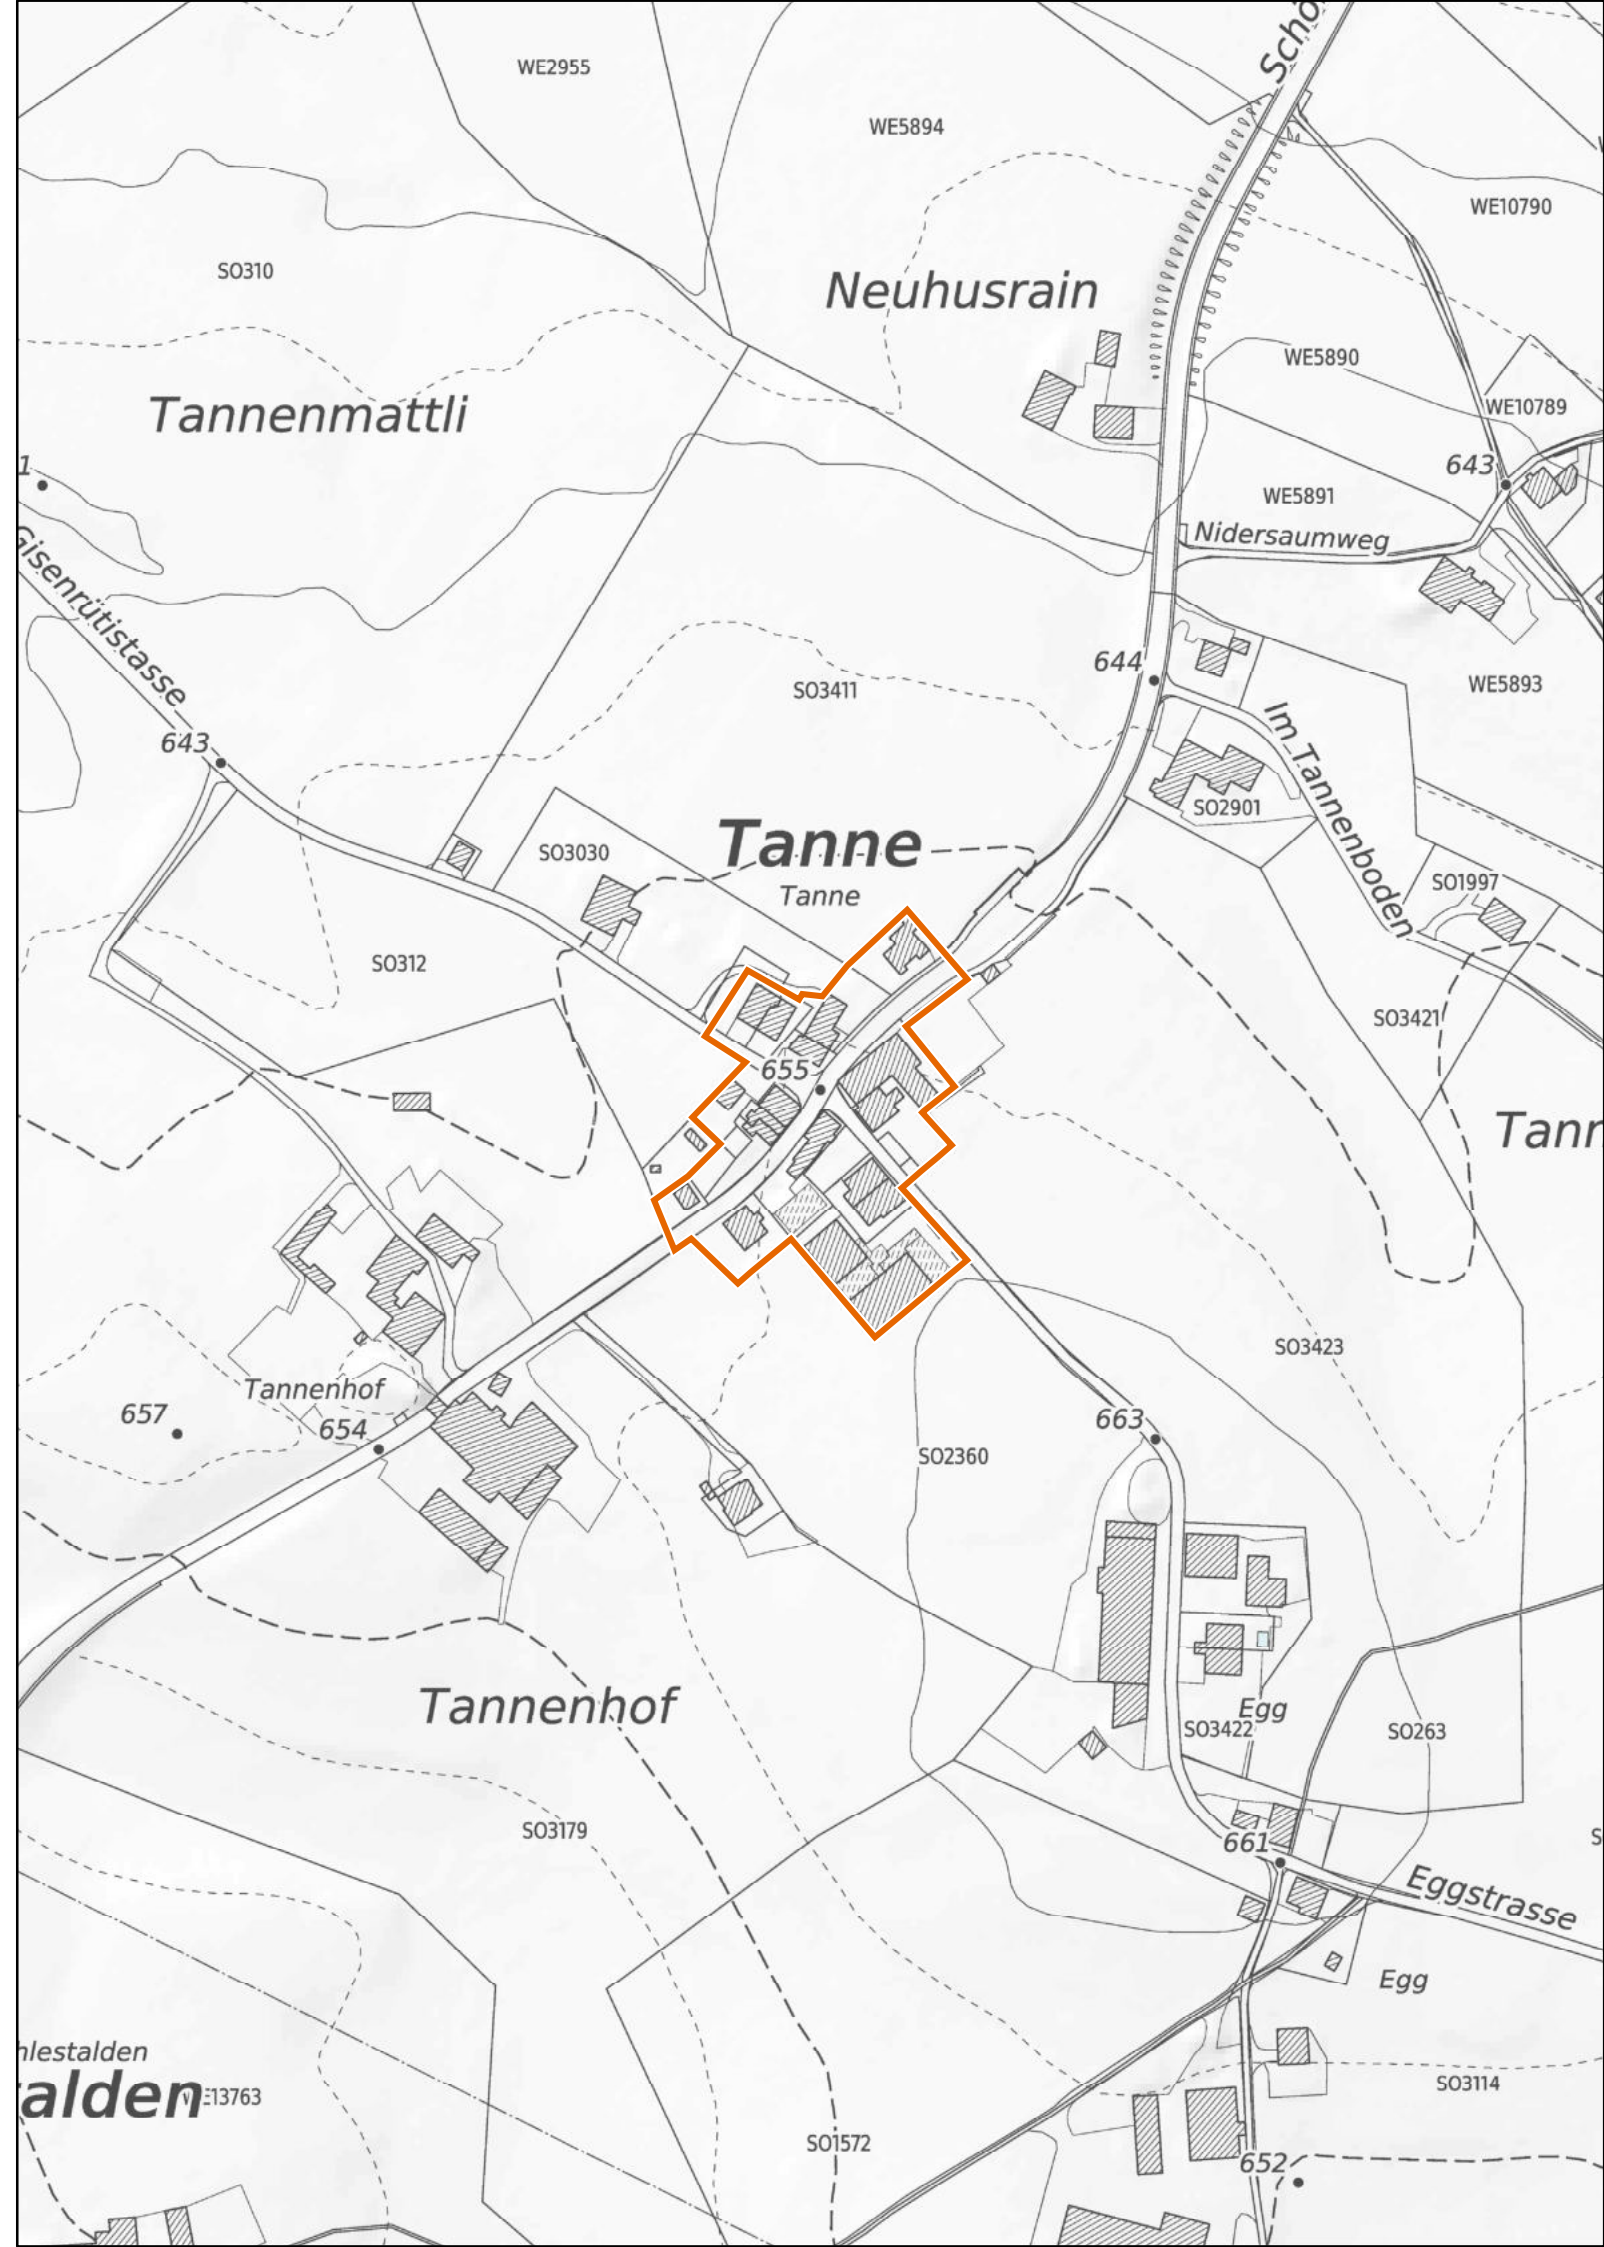 Schö
WE2955
WE5894
WE10790
SO310
Neuhusrain
WE5890
Tannenmattli
WE10789
1
643
WE5891
Nidersaumweg
Gisenrütistasse
644
SO3411
WE5893
643
Im Tannenboden
SO2901
Tanne
SO3030
SO1997
Tanne
SO312
SO3421
655
Tann
SO3423
Tannenhof
657
654
663
SO2360
Tannenhof
Egg
SO3422
SO263
SO3179
661
Eggstrasse
Egg
hlestalden
alden
E13763
SO3114
SO1572
652